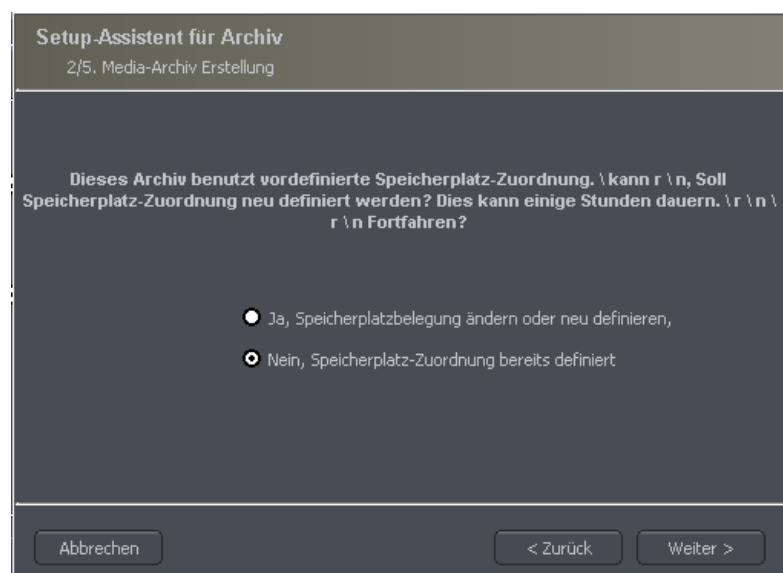 Setup-Assistent für Archiv
2/5. Media-Archiv Erstellung
Dieses Archiv benutzt vordefinierte Speicherplatz-Zuordnung. \kann r \n, Soll
Speicherplatz-Zuordnung neu definiert werden? Dies kann einige Stunden dauern. \r \n \
r \n Fortfahren?
Ja, Speicherplatzbelegung ändern oder neu definieren,
Nein, Speicherplatz-Zuordnung bereits definiert
Abbrechen
< Zurück
Weiter >